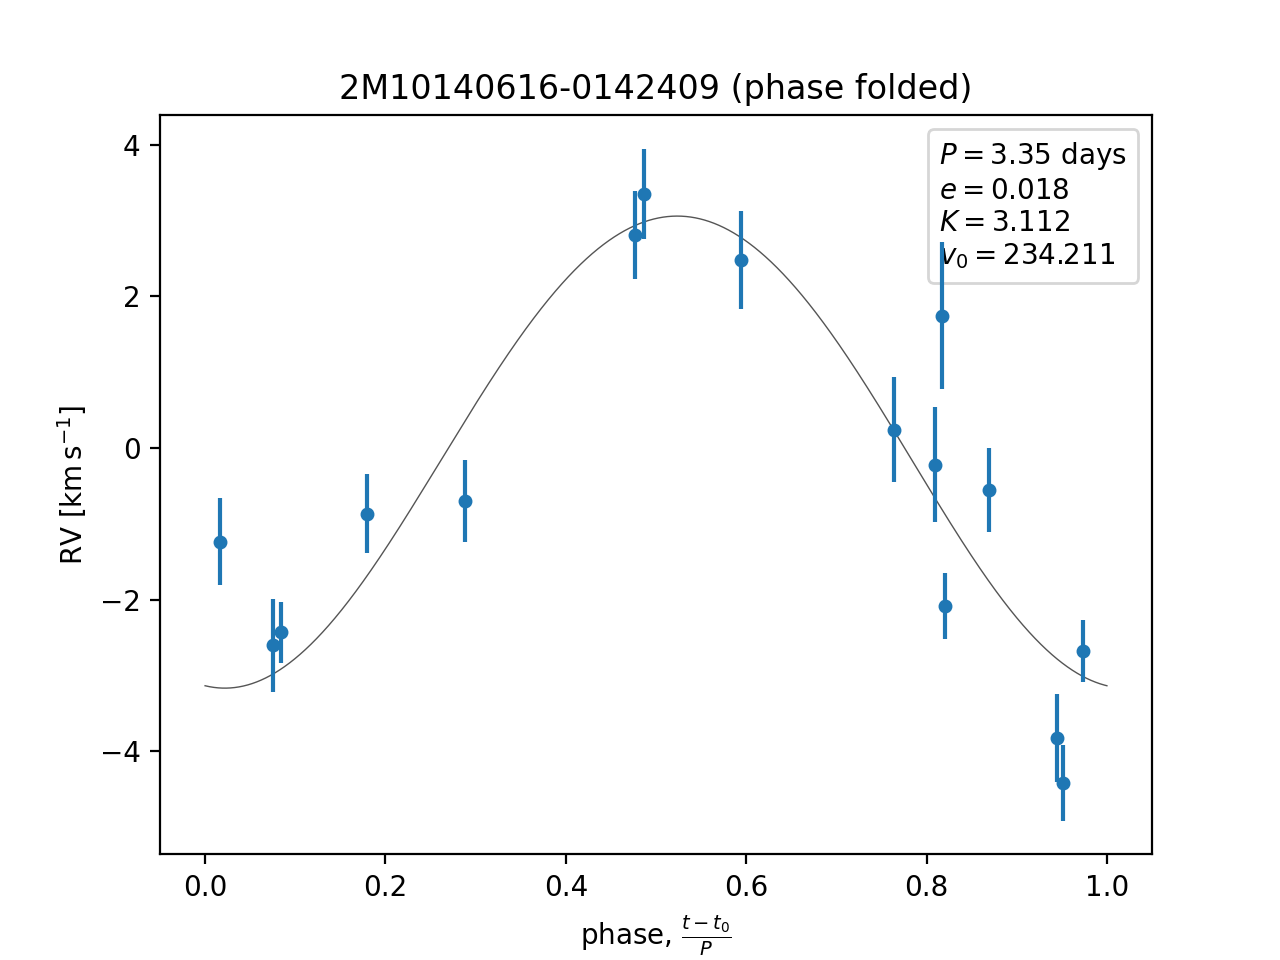 2M10140616-0142409 (phase folded)
P = 3.35 days
e = 0.018
K = 3.112
v₀ = 234.211
RV [km s⁻¹]
4
2
0
−2
−4
0.0 0.2 0.4 0.6 0.8 1.0
phase, (t − t₀)/P